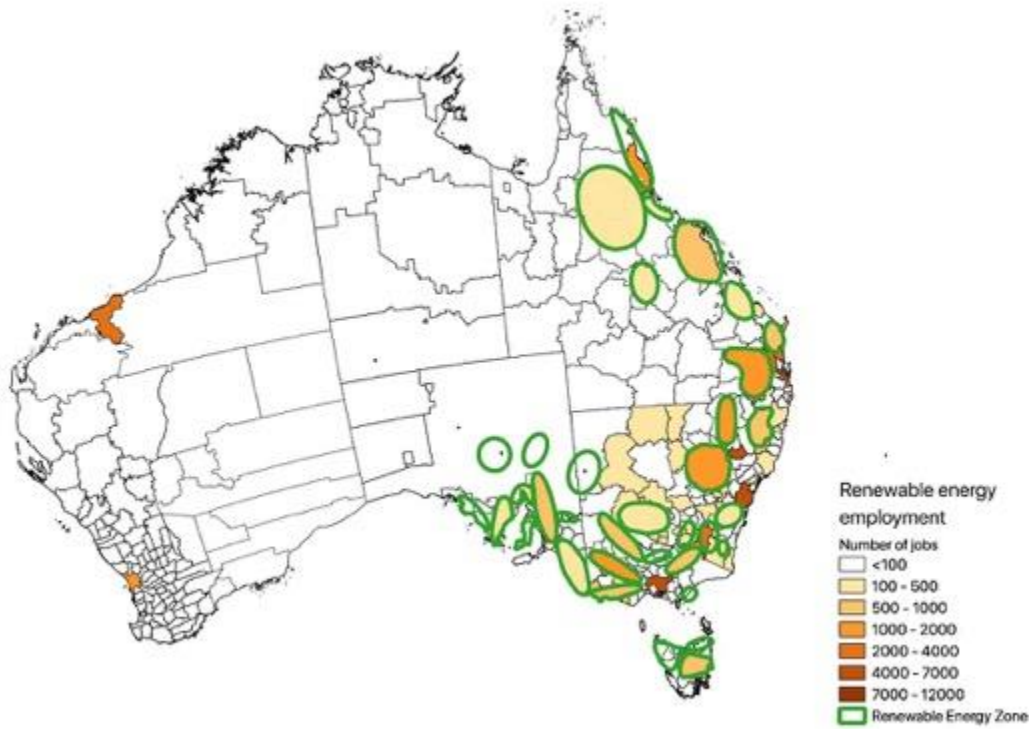 Renewable energy
employment
Number of jobs
<100
100 - 500
500 - 1000
1000 - 2000
2000 - 4000
4000 - 7000
7000 - 12000
Renewable Energy Zone